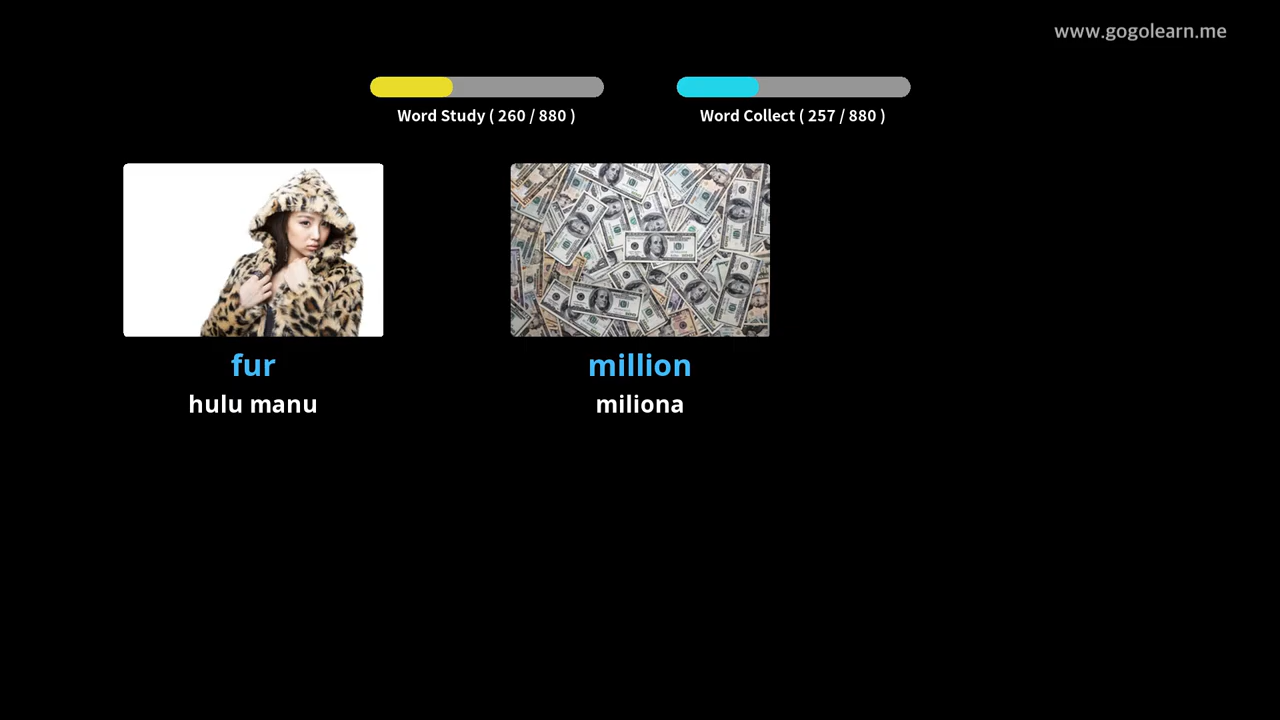 www.gogolearn.me
Word Study ( 260 / 880 )
Word Collect ( 257 / 880 )
fur
hulu manu
million
miliona